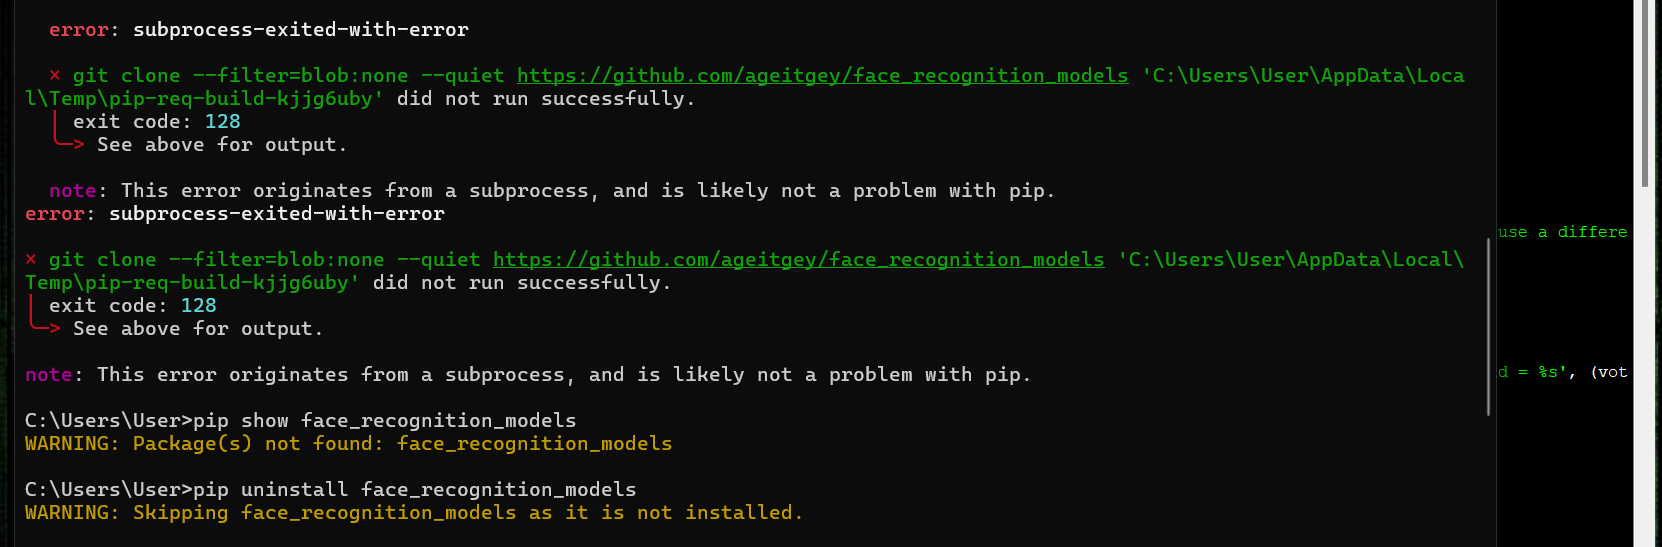 error: subprocess-exited-with-error
× git clone --filter=blob:none --quiet https://github.com/ageitgey/face_recognition_models 'C:\Users\User\AppData\Loca
l\Temp\pip-req-build-kjjg6uby' did not run successfully.
│ exit code: 128
╰─> See above for output.
note: This error originates from a subprocess, and is likely not a problem with pip.
error: subprocess-exited-with-error
use a differe
× git clone --filter=blob:none --quiet https://github.com/ageitgey/face_recognition_models 'C:\Users\User\AppData\Local\
Temp\pip-req-build-kjjg6uby' did not run successfully.
│ exit code: 128
╰─> See above for output.
note: This error originates from a subprocess, and is likely not a problem with pip.
d = %s', (vot
C:\Users\User>pip show face_recognition_models
WARNING: Package(s) not found: face_recognition_models
C:\Users\User>pip uninstall face_recognition_models
WARNING: Skipping face_recognition_models as it is not installed.